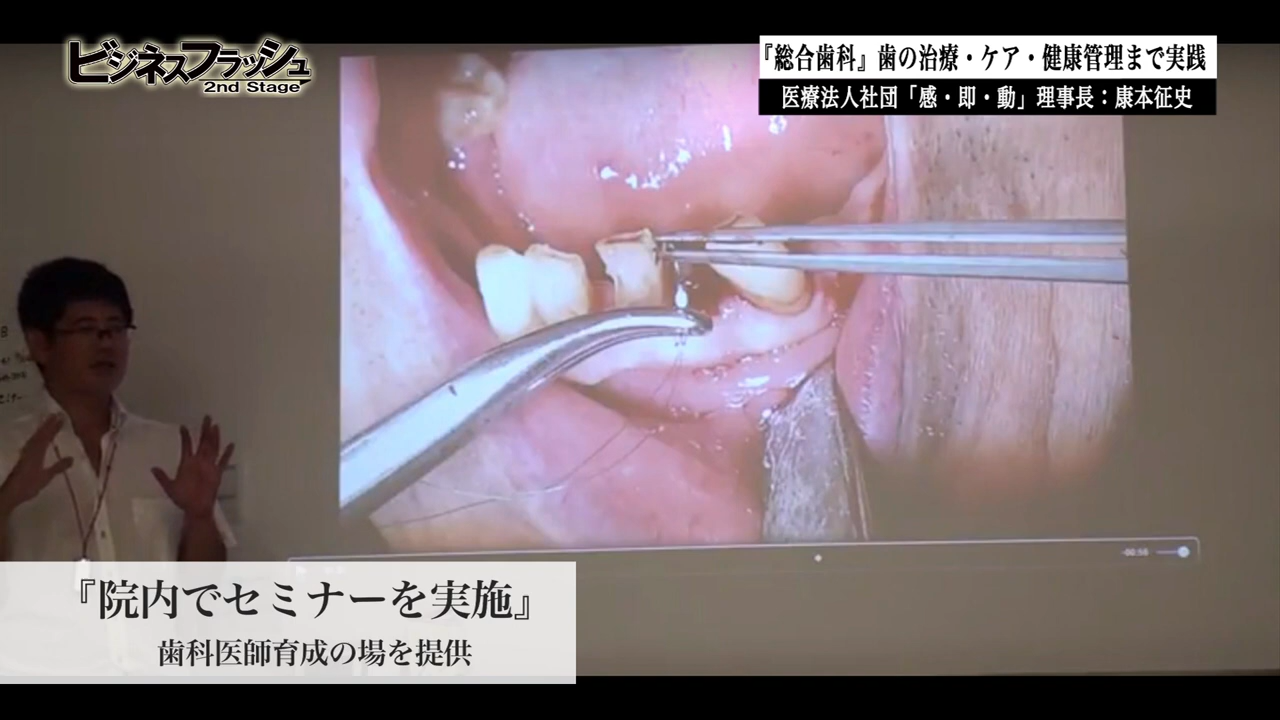 ビジネスフラッシュ
2nd Stage
『総合歯科』歯の治療・ケア・健康管理まで実践
医療法人社団「感・即・動」理事長：康本征史
-00:56
『院内でセミナーを実施』
歯科医師育成の場を提供